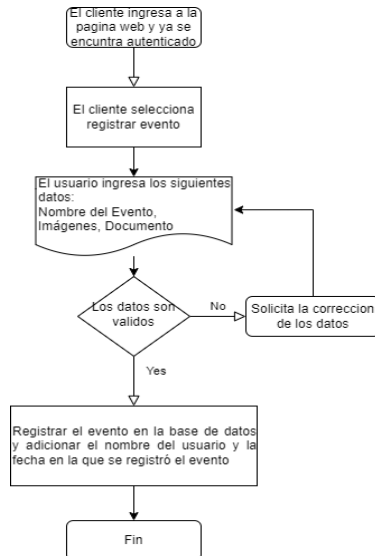 El cliente ingresa a la
pagina web y ya se
encuntra autenticado
El cliente selecciona
registrar evento
El usuario ingresa los siguientes
datos:
Nombre del Evento,
Imágenes, Documento
Los datos son
validos
No
Solicita la correccion
de los datos
Yes
Registrar el evento en la base de datos
y adicionar el nombre del usuario y la
fecha en la que se registró el evento
Fin